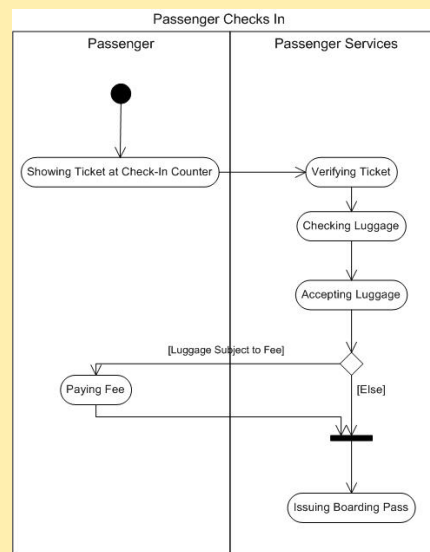 Passenger Checks In
Passenger
Passenger Services
Showing Ticket at Check-In Counter
Verifying Ticket
Checking Luggage
Accepting Luggage
[Luggage Subject to Fee]
Paying Fee
[Else]
Issuing Boarding Pass